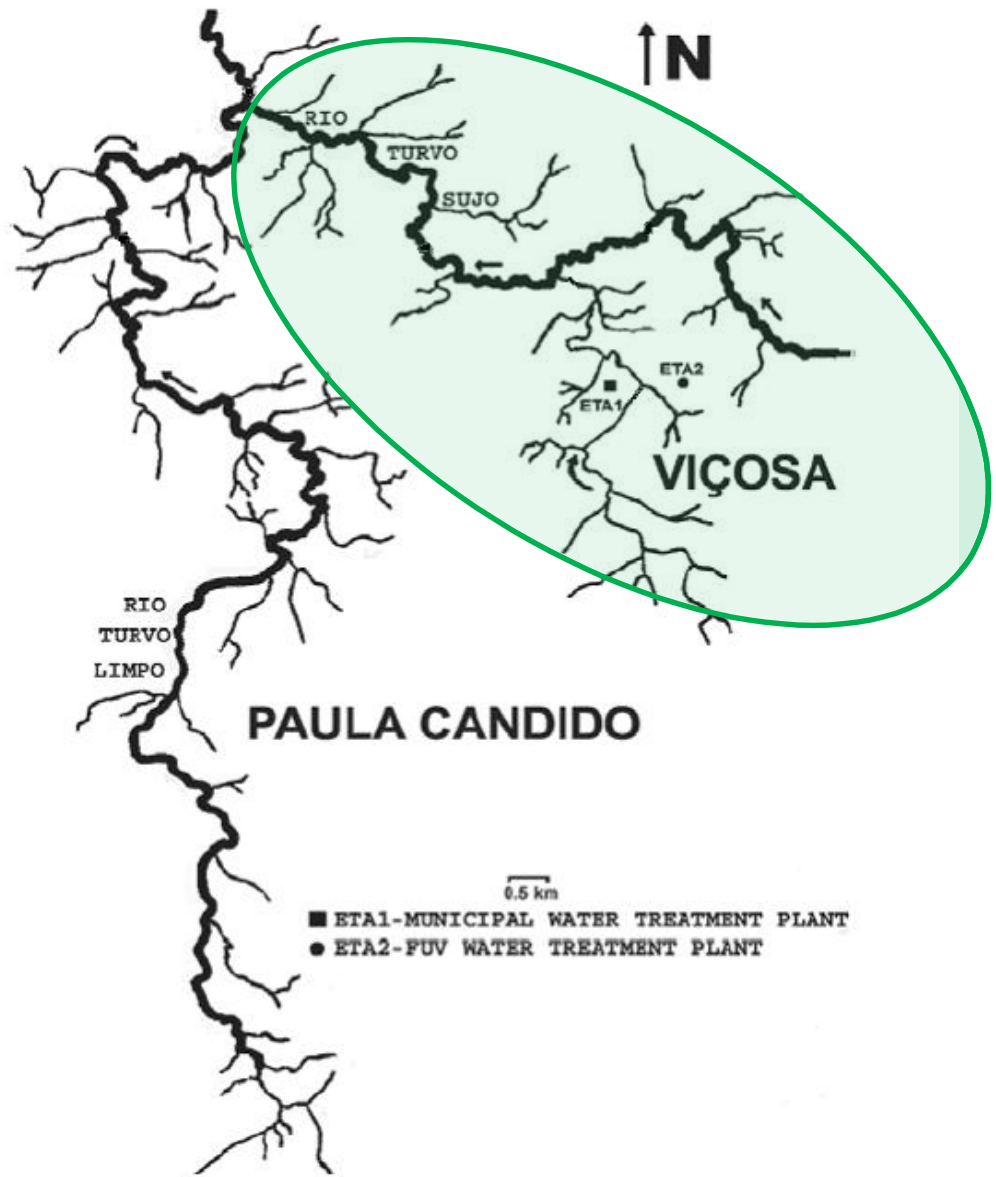 N
RIO
TURVO
SUJO
ETA2
ETA1
VIÇOSA
RIO
TURVO
LIMPO
PAULA CANDIDO
0.5 km
ETA1-MUNICIPAL WATER TREATMENT PLANT
ETA2-FUV WATER TREATMENT PLANT